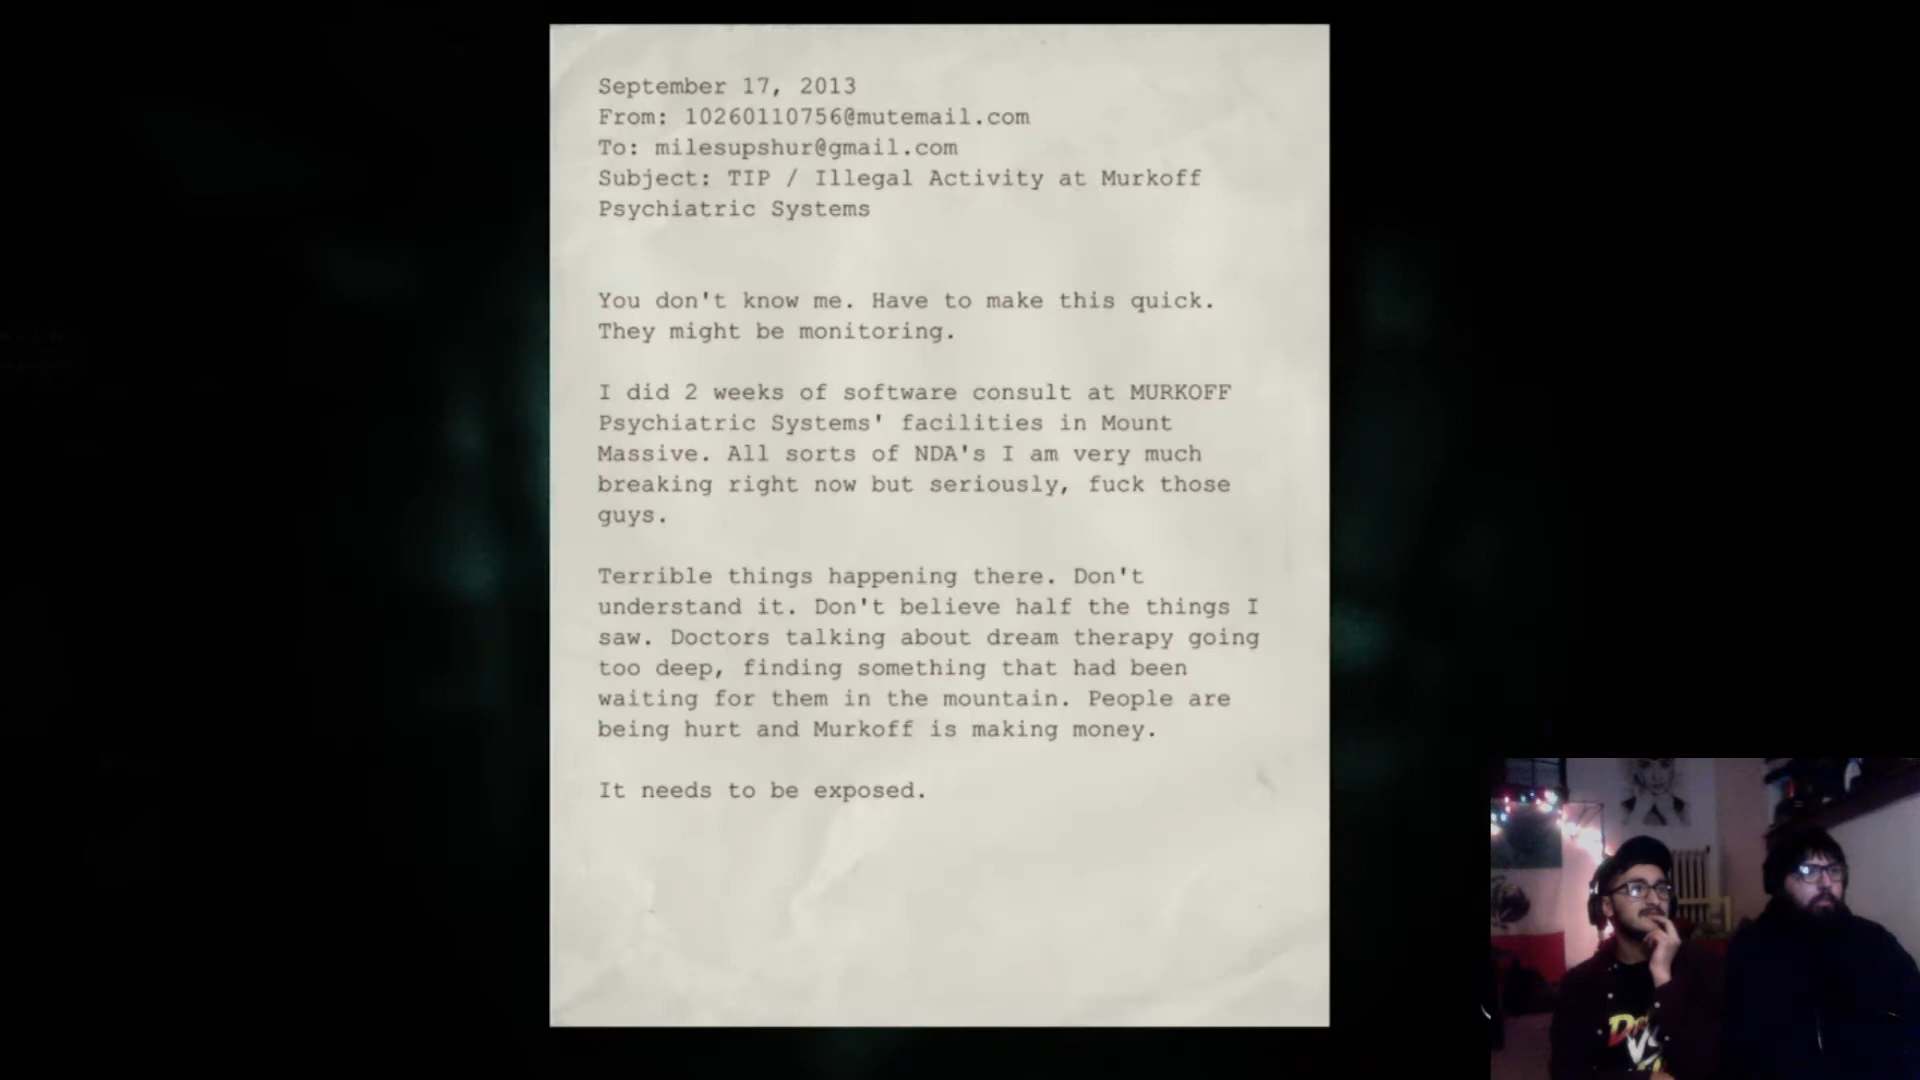 September 17, 2013
From: 10260110756@mutemail.com
To: milesupshur@gmail.com
Subject: TIP / Illegal Activity at Murkoff
Psychiatric Systems
You don't know me. Have to make this quick.
They might be monitoring.
I did 2 weeks of software consult at MURKOFF
Psychiatric Systems' facilities in Mount
Massive. All sorts of NDA's I am very much
breaking right now but seriously, fuck those
guys.
Terrible things happening there. Don't
understand it. Don't believe half the things I
saw. Doctors talking about dream therapy going
too deep, finding something that had been
waiting for them in the mountain. People are
being hurt and Murkoff is making money.
It needs to be exposed.